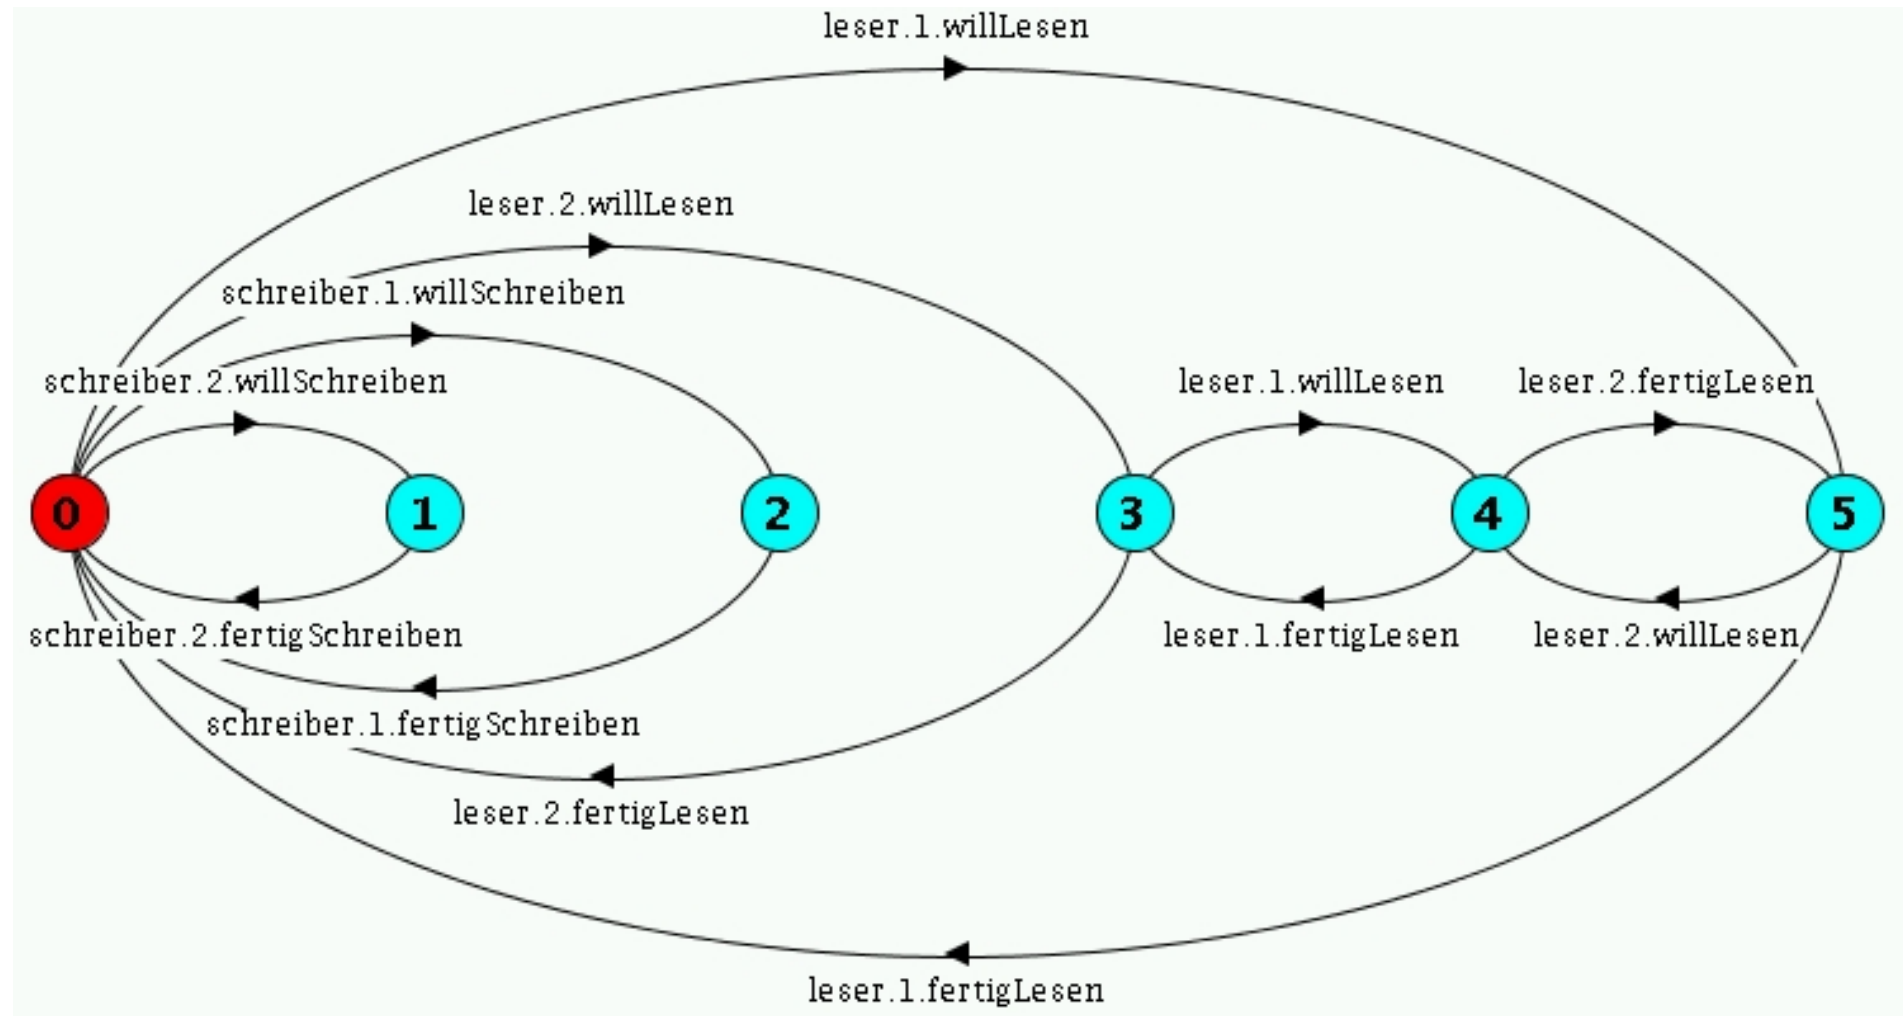 leser.1.willLesen
leser.2.willLesen
schreiber.1.willSchreiben
schreiber.2.willSchreiben
leser.1.willLesen
leser.2.fertigLesen
0
1
2
3
4
5
schreiber.2.fertigSchreiben
leser.1.fertigLesen
leser.2.willLesen
schreiber.1.fertigSchreiben
leser.2.fertigLesen
leser.1.fertigLesen